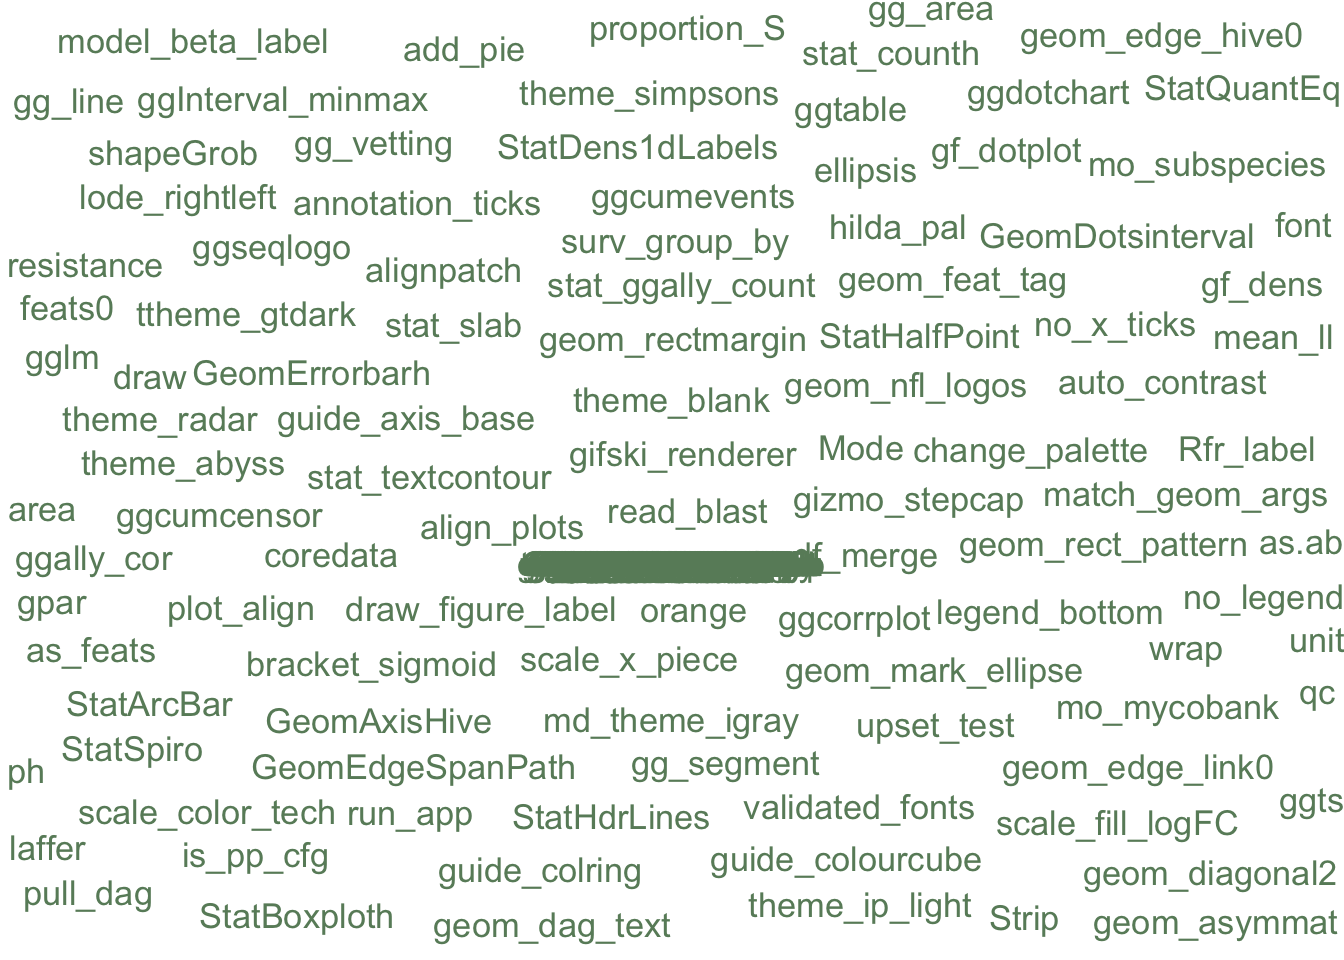 gg_area
model_beta_label add_pie proportion_S stat_counth geom_edge_hive0
gg_line ggInterval_minmax theme_simpsons ggtable ggdotchart StatQuantEq
shapeGrob gg_vetting StatDens1dLabels ellipsis gf_dotplot mo_subspecies
lode_rightleft annotation_ticks ggcumevents hilda_pal GeomDotsinterval font
resistance ggseqlogo alignpatch surv_group_by
stat_ggally_count geom_feat_tag gf_dens
feats0 ttheme_gtdark stat_slab geom_rectmargin StatHalfPoint no_x_ticks mean_ll
gglm draw GeomErrorbarh theme_blank geom_nfl_logos auto_contrast
theme_radar guide_axis_base
theme_abyss stat_textcontour gifski_renderer Mode change_palette Rfr_label
area ggcumcensor align_plots read_blast gizmo_stepcap match_geom_args
ggally_cor coredata df_merge geom_rect_pattern as.ab
gpar plot_align draw_figure_label orange ggcorrplot legend_bottom no_legend
as_feats bracket_sigmoid scale_x_piece geom_mark_ellipse wrap unit
StatArcBar GeomAxisHive md_theme_igray upset_test mo_mycobank qc
StatSpiro
ph GeomEdgeSpanPath gg_segment geom_edge_link0
scale_color_tech run_app StatHdrLines validated_fonts scale_fill_logFC ggts
laffer is_pp_cfg guide_colring guide_colourcube geom_diagonal2
pull_dag StatBoxploth geom_dag_text theme_ip_light Strip geom_asymmat